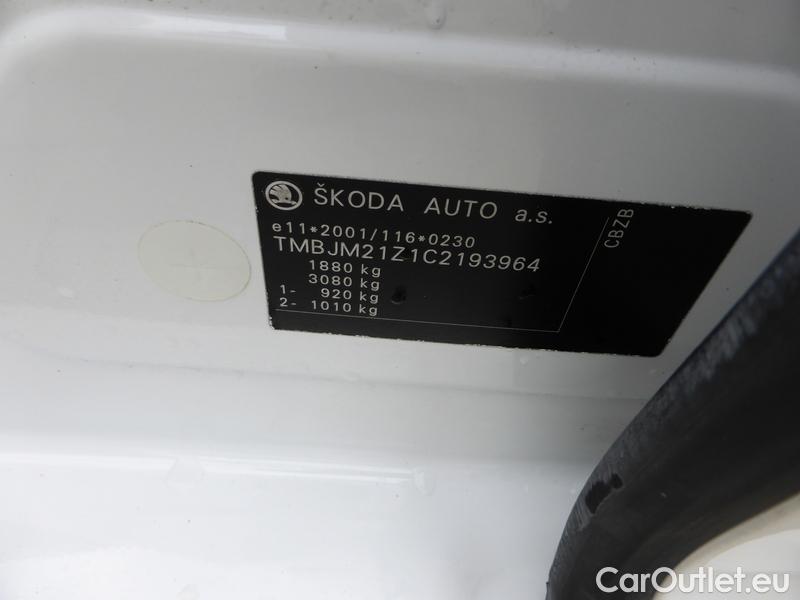 ŠKODA AUTO a.s.
e11*2001/116*0230
TMBJM21Z1C2193964
1880 kg
3080 kg
1- 920 kg
2- 1010 kg
CBZB
CarOutlet.eu